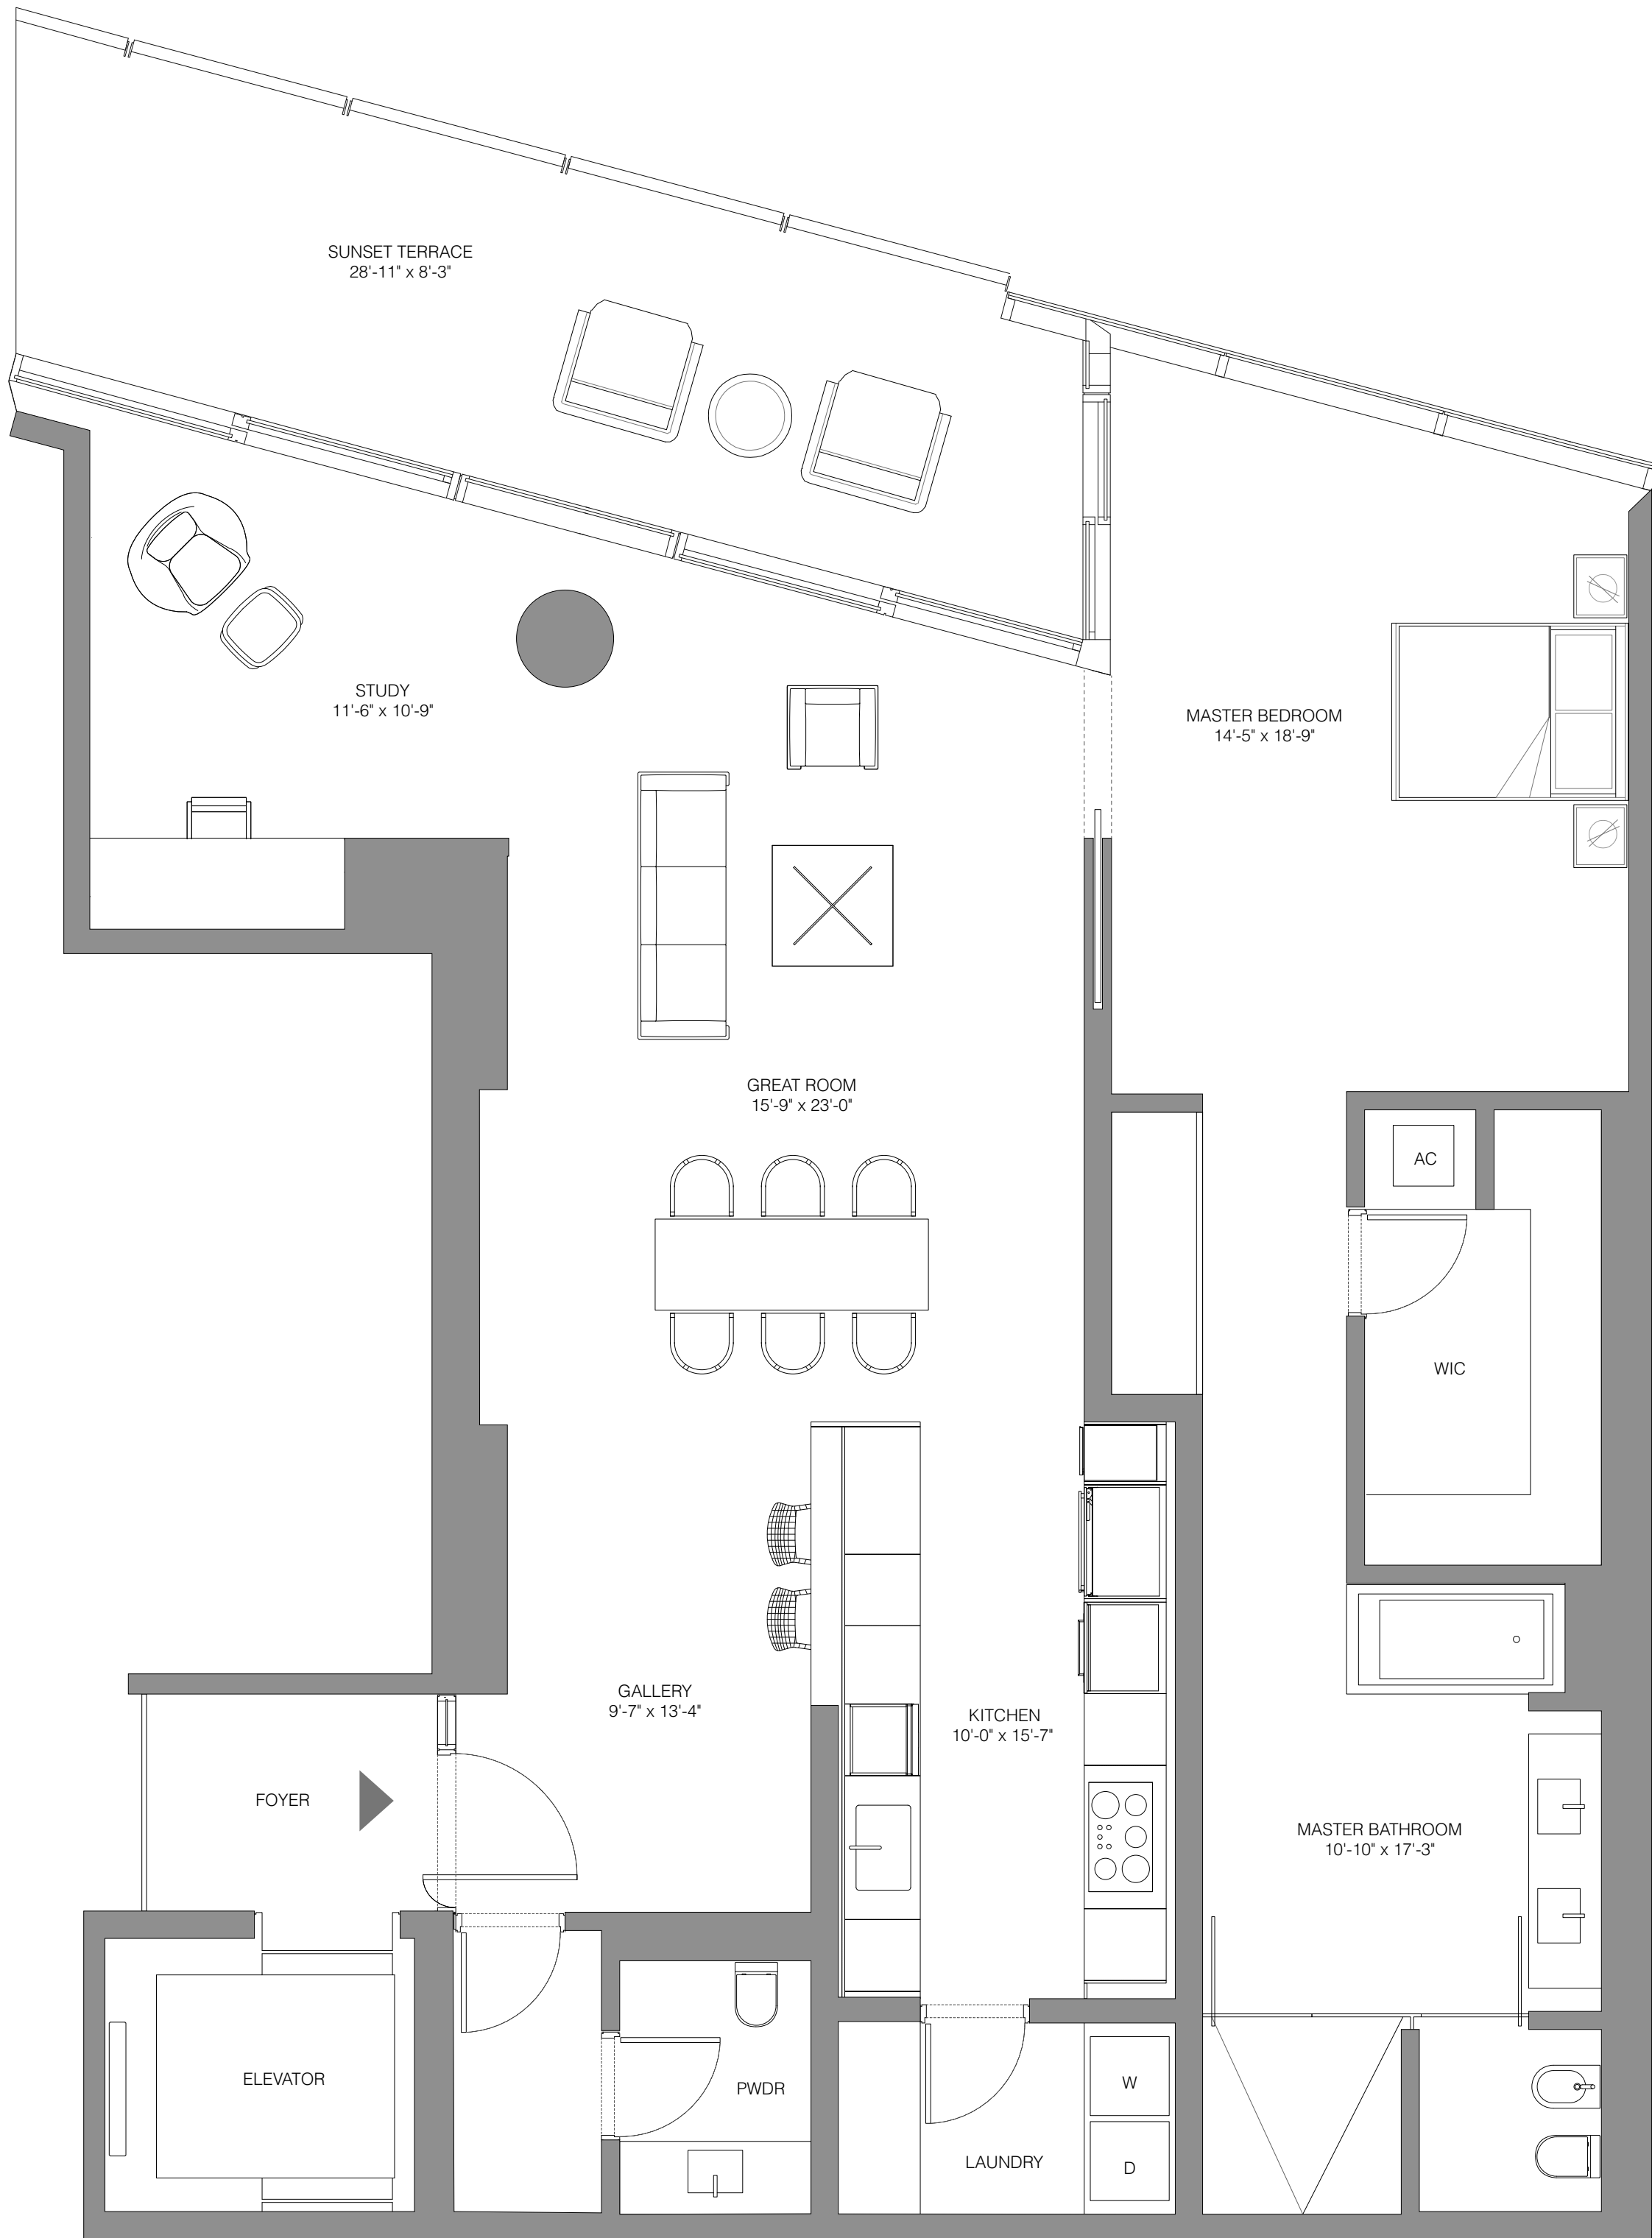 SUNSET TERRACE
28'-11" x 8'-3"
STUDY
11'-6" x 10'-9"
MASTER BEDROOM
14'-5" x 18'-9"
GREAT ROOM
15'-9" x 23'-0"
AC
WIC
GALLERY
9'-7" x 13'-4"
KITCHEN
10'-0" x 15'-7"
FOYER
MASTER BATHROOM
10'-10" x 17'-3"
ELEVATOR
PWDR
W
LAUNDRY
D